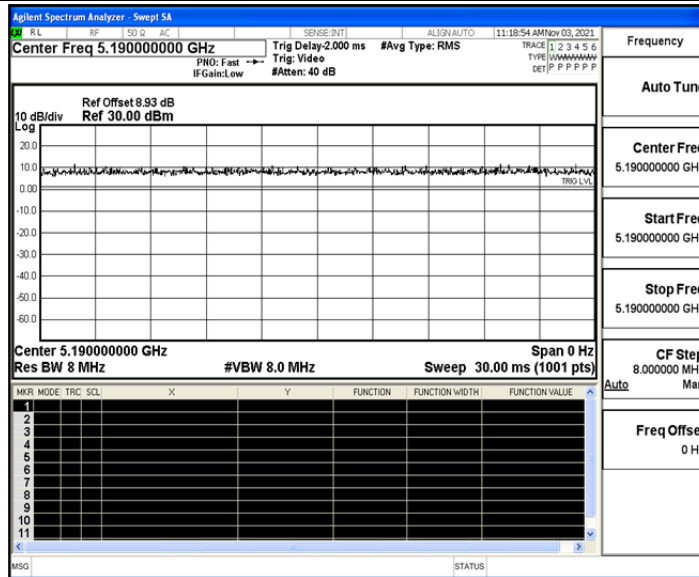 Agilent Spectrum Analyzer - Swept SA
RL RF 50 Ω AC SENSE:INT ALIGN AUTO 11:18:54 AM Nov 03, 2021
Center Freq 5.190000000 GHz
PNO: Fast
IFGain:Low
Trig Delay-2.000 ms
Trig: Video
#Atten: 40 dB
#Avg Type: RMS
TRACE 1 2 3 4 5 6
TYPE WWWWWW
DET P P P P P P
Ref Offset 8.93 dB
10 dB/div Ref 30.00 dBm
Log
20.0
10.0
TRIG LVL
0.00
-10.0
-20.0
-30.0
-40.0
-50.0
-60.0
Center 5.190000000 GHz Span 0 Hz
Res BW 8 MHz #VBW 8.0 MHz Sweep 30.00 ms (1001 pts)
MKR MODE TRC SCL X Y FUNCTION FUNCTION WIDTH FUNCTION VALUE
1
2
3
4
5
6
7
8
9
10
11
MSG STATUS
Frequency
Auto Tun
Center Fre
5.190000000 GH
Start Fre
5.190000000 GH
Stop Fre
5.190000000 GH
CF Step
8.000000 MH
Auto Ma
Freq Offse
0 H